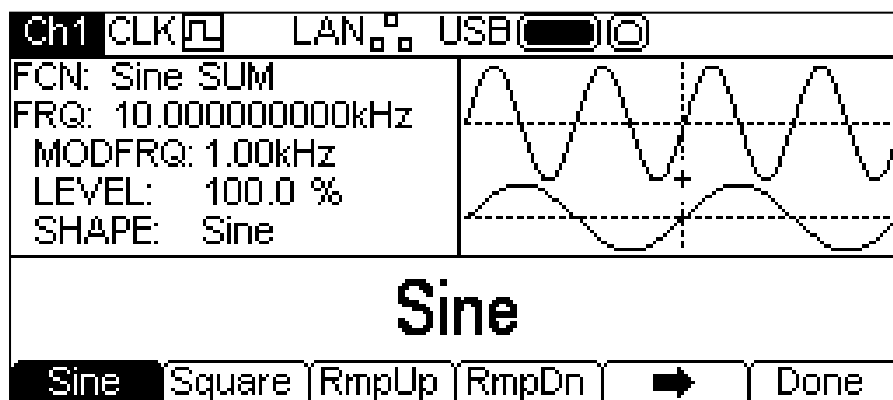 Ch1 CLK LAN USB
FCN: Sine SUM
FRQ: 10.000000000kHz
MODFRQ: 1.00kHz
LEVEL: 100.0 %
SHAPE: Sine
Sine
Sine Square RmpUp RmpDn Done